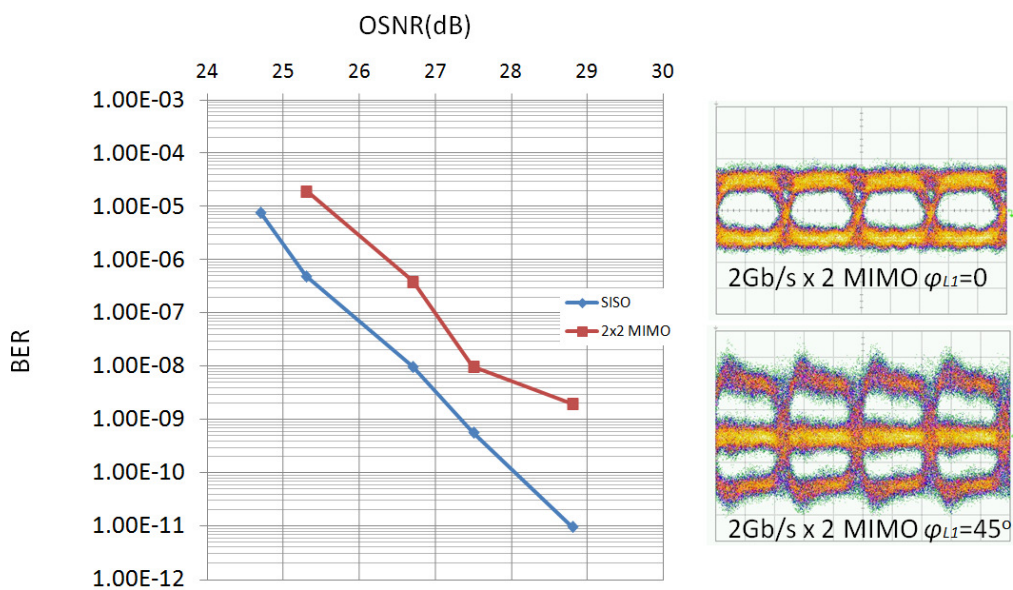 OSNR(dB)
24 25 26 27 28 29 30
1.00E-03
1.00E-04
1.00E-05
1.00E-06
1.00E-07
1.00E-08
1.00E-09
1.00E-10
1.00E-11
1.00E-12
BER
SISO
2x2 MIMO
2Gb/s x 2 MIMO φL1=0
2Gb/s x 2 MIMO φL1=45o